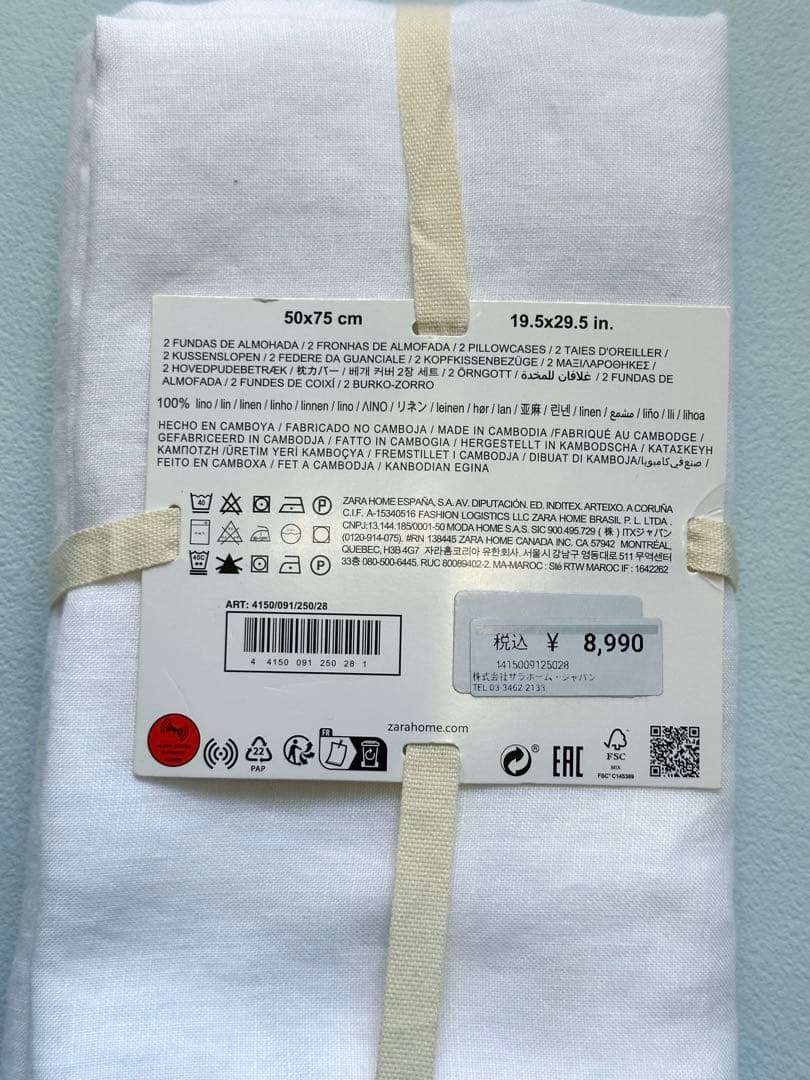 50x75 cm
19.5x29.5 in.
2 FUNDAS DE ALMOHADA / 2 FRONHAS DE ALMOFADA / 2 PILLOWCASES / 2 TAIES D'OREILLER /
2 KUSSENSLOPEN / 2 FEDERE DA GUANCIALE / 2 KOPFKISSENBEZÜGE / 2 ΜΑΞΙΛΑΡΟΘΗΚΕΣ /
2 HOVEDPUDEBETRÆK / 枕カバー / 베개 커버 2장 세트 / 2 ÖRNGOTT / غلافان للمخدة / 2 FUNDAS DE
ALMOFADA / 2 FUNDES DE COIXÍ / 2 BURKO-ZORRO
100% lino / lin / linen / linho / linnen / lino / ΛΙΝΟ / リネン / leinen / hør / lan / 亚麻 / 린넨 / linen / مشمع / liño / lli / lihoa
HECHO EN CAMBOYA / FABRICADO NO CAMBOJA / MADE IN CAMBODIA /FABRIQUÉ AU CAMBODGE /
GEFABRICEERD IN CAMBODJA / FATTO IN CAMBOGIA / HERGESTELLT IN KAMBODSCHA / ΚΑΤΑΣΚΕΥΗ
ΚΑΜΠΟΤΖΗ /ÜRETİM YERİ KAMBOÇYA / FREMSTILLET I CAMBODJA / DIBUAT DI KAMBOJA/صنع في كامبوديا /
FEITO EN CAMBOXA / FET A CAMBODJA / KANBODIAN EGINA
40
P
40C
P
ZARA HOME ESPAÑA, S.A. AV. DIPUTACIÓN. ED. INDITEX. ARTEIXO. A CORUÑA
C.I.F. A-15340516 FASHION LOGISTICS LLC ZARA HOME BRASIL P. L. LTDA .
CNPJ:13.144.185/0001-50 MODA HOME S.A.S. SIC 900.495.729 ( 株 ) ITXジャパン
(0120-914-075). #RN 138445 ZARA HOME CANADA INC. CA 57942 MONTRÉAL,
QUEBEC, H3B 4G7 자라홈코리아 유한회사. 서울시 강남구 영동대로 511 무역센터
33층 080-500-6445. RUC 80089402-2. MA-MAROC : Sté RTW MAROC IF : 1642262
ART: 4150/091/250/28
4 4150 091 250 28 1
税込 ¥ 8,990
1415009125028
株式会社ザラホーム・ジャパン
TEL 03-3462-2133
zarahome.com
22
PAP
FR
®
EAC
FSC
MIX
FSC® C145389